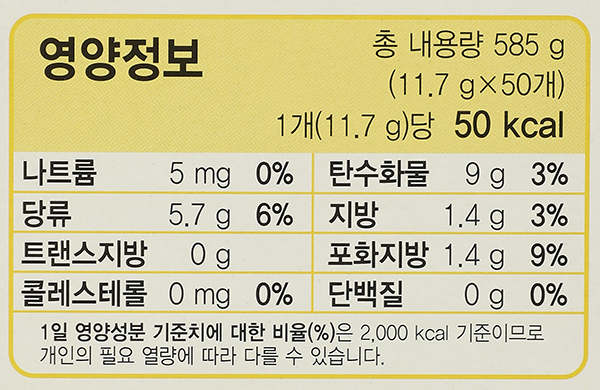 영양정보
총 내용량 585 g
(11.7 g×50개)
1개(11.7 g)당 50 kcal
나트륨 5 mg 0% 탄수화물 9 g 3%
당류 5.7 g 6% 지방 1.4 g 3%
트랜스지방 0 g 포화지방 1.4 g 9%
콜레스테롤 0 mg 0% 단백질 0 g 0%
1일 영양성분 기준치에 대한 비율(%)은 2,000 kcal 기준이므로
개인의 필요 열량에 따라 다를 수 있습니다.